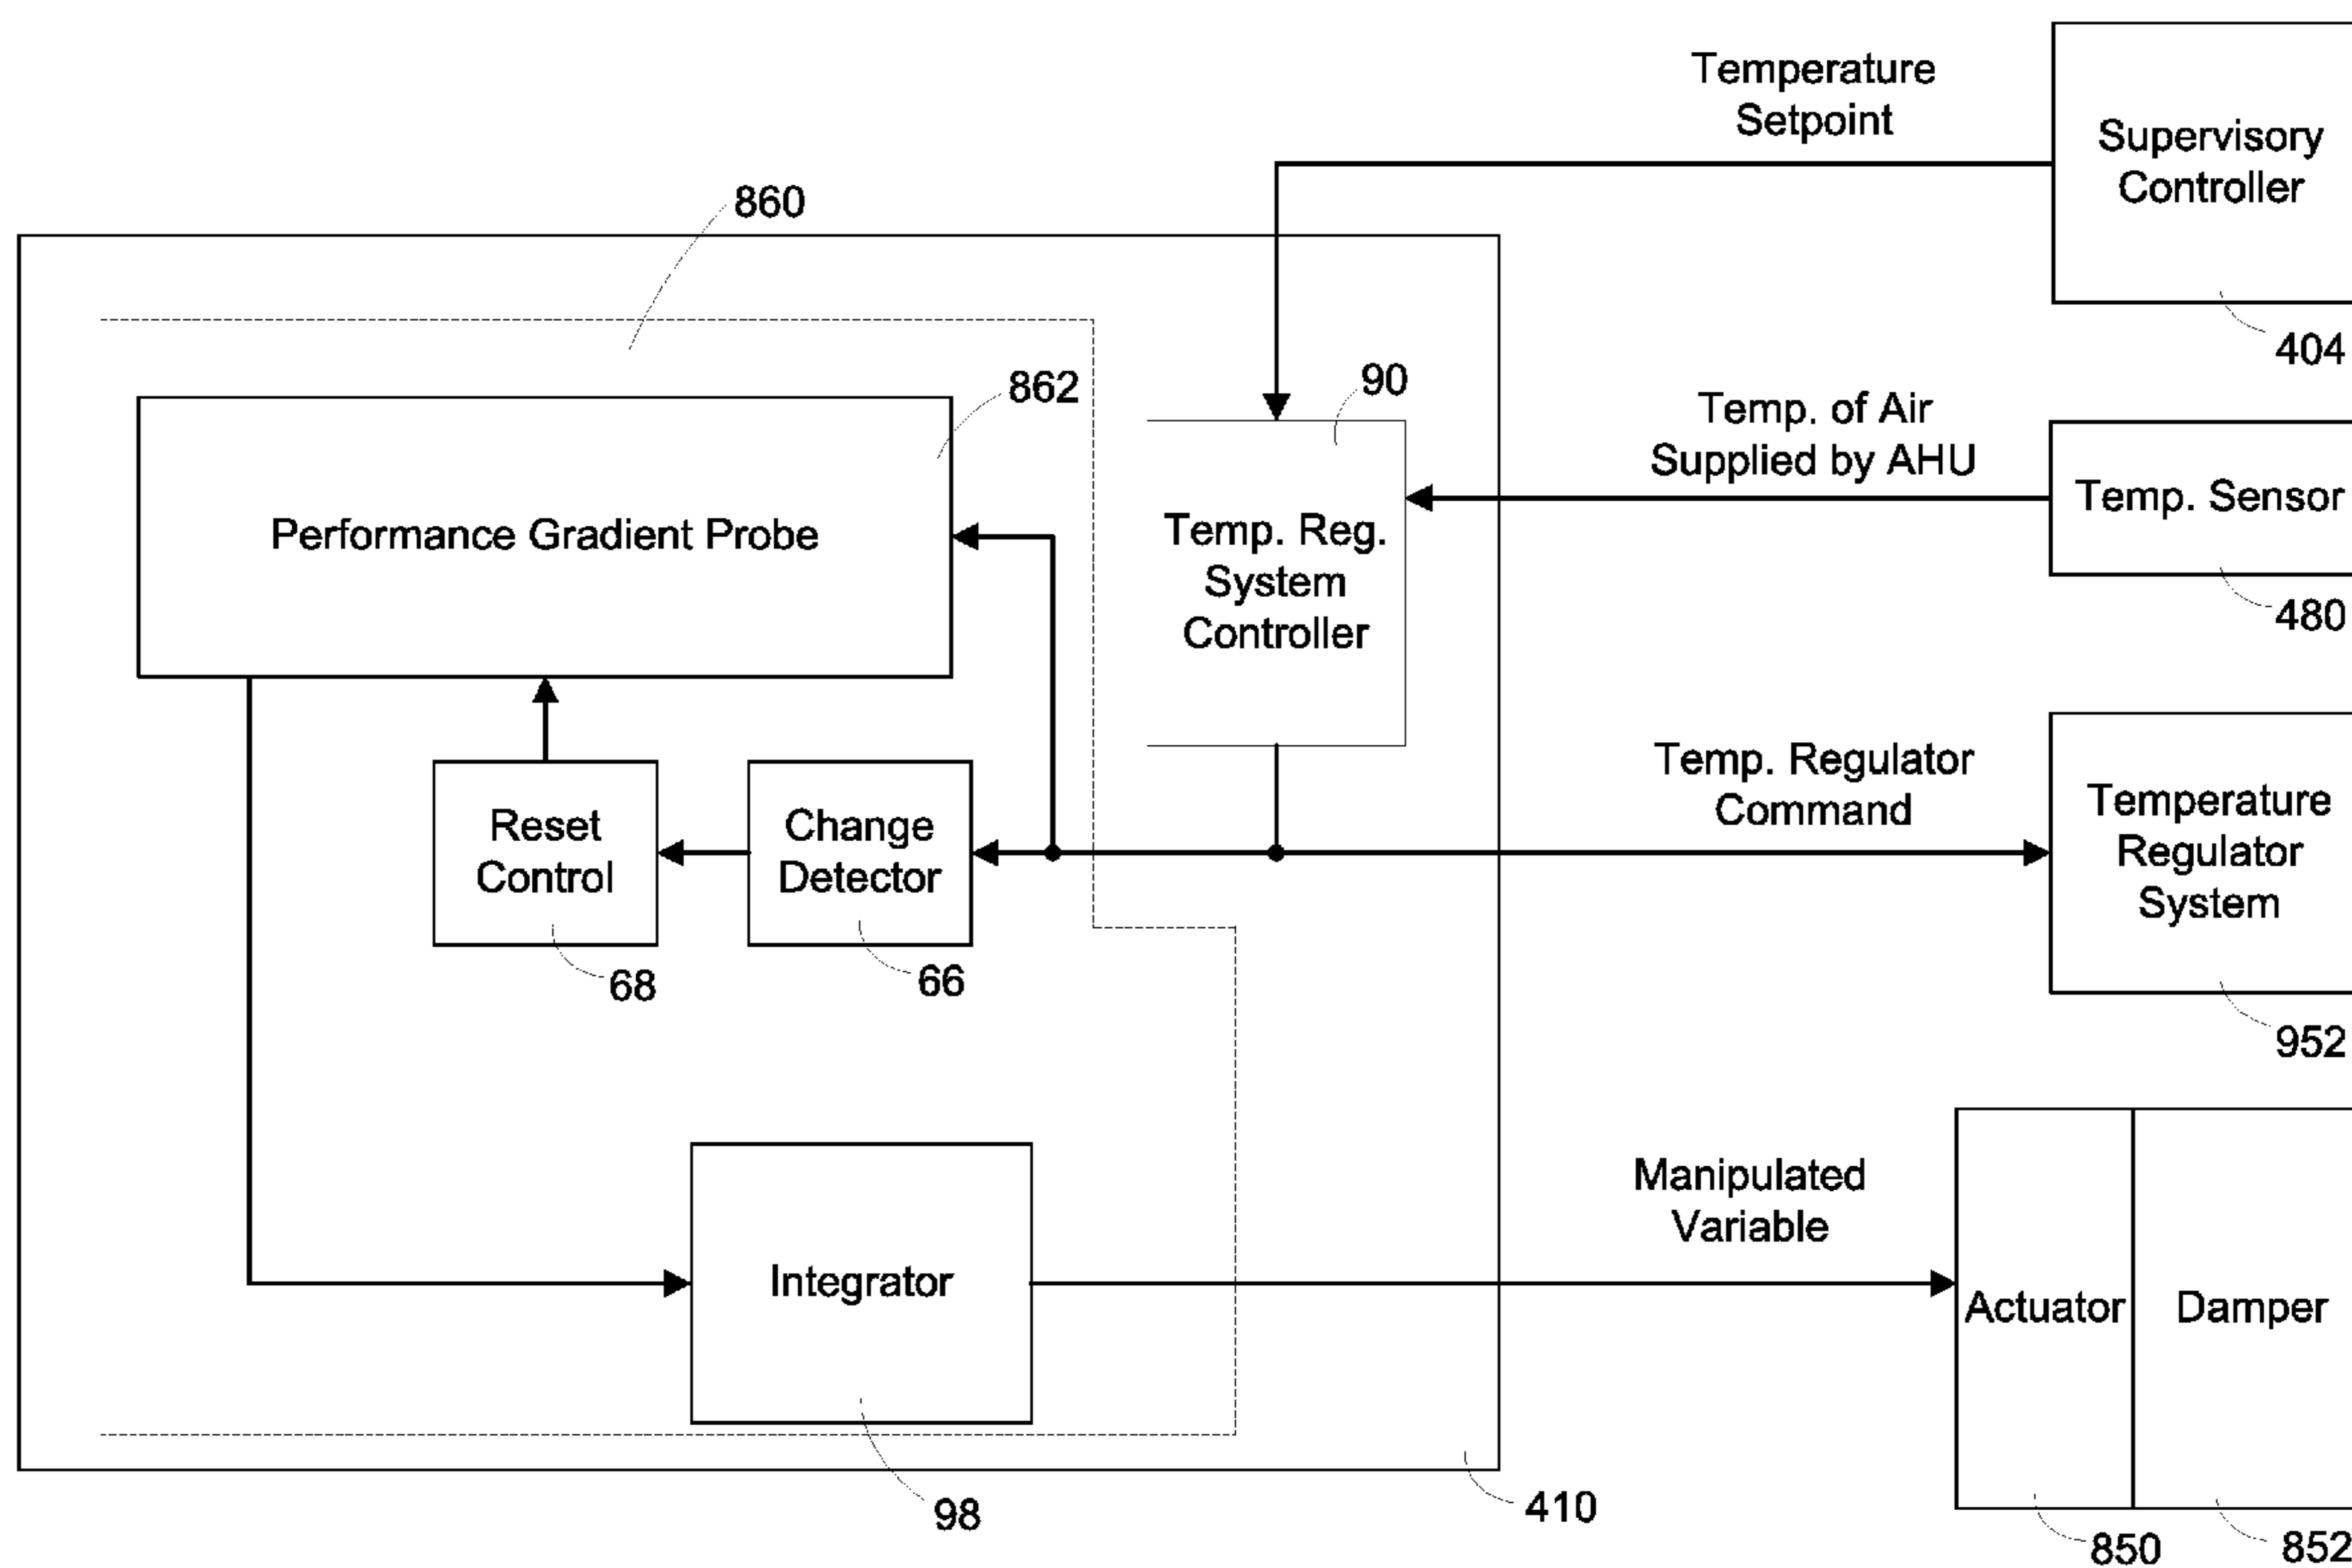 Temperature
Setpoint
Supervisory
Controller
404
860
862
90
Performance Gradient Probe
Temp. Reg.
System
Controller
Temp. of Air
Supplied by AHU
Temp. Sensor
480
Reset
Control
68
Change
Detector
66
Temp. Regulator
Command
Temperature
Regulator
System
952
Integrator
98
410
Manipulated
Variable
Actuator
Damper
850
852